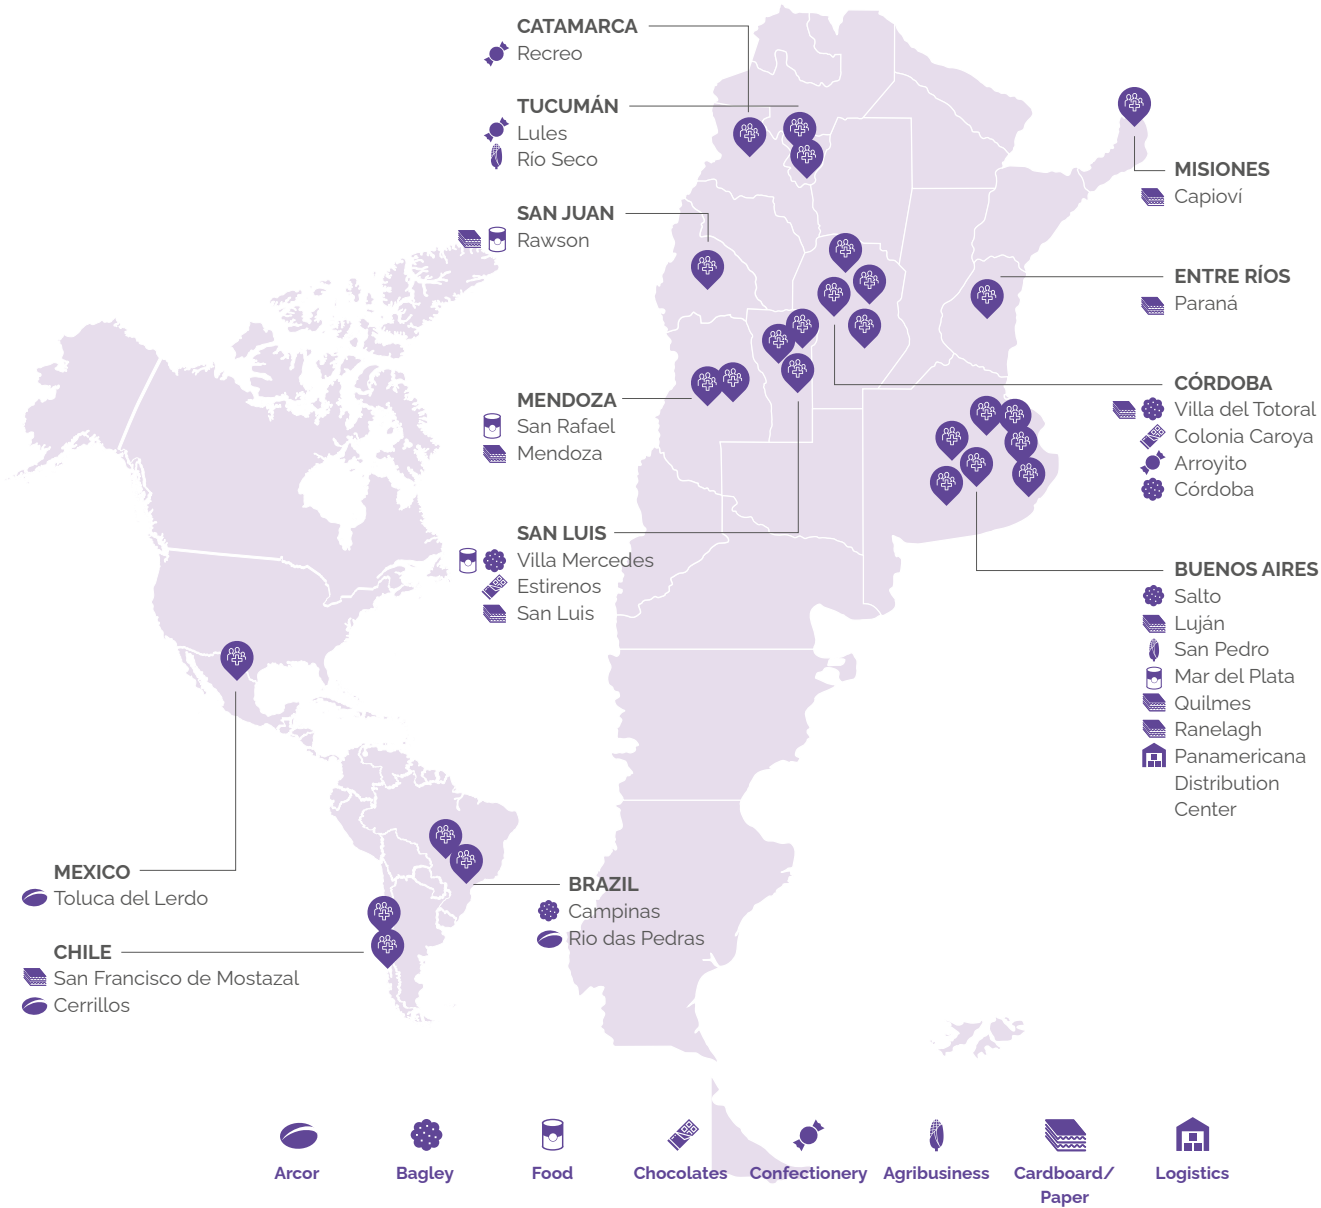 CATAMARCA
Recreo
TUCUMÁN
Lules
Río Seco
SAN JUAN
Rawson
MENDOZA
San Rafael
Mendoza
SAN LUIS
Villa Mercedes
Estirenos
San Luis
MISIONES
Capioví
ENTRE RÍOS
Paraná
CÓRDOBA
Villa del Totoral
Colonia Caroya
Arroyito
Córdoba
BUENOS AIRES
Salto
Luján
San Pedro
Mar del Plata
Quilmes
Ranelagh
Panamericana
Distribution
Center
MEXICO
Toluca del Lerdo
CHILE
San Francisco de Mostazal
Cerrillos
BRAZIL
Campinas
Rio das Pedras
Arcor
Bagley
Food
Chocolates
Confectionery
Agribusiness
Cardboard/
Paper
Logistics